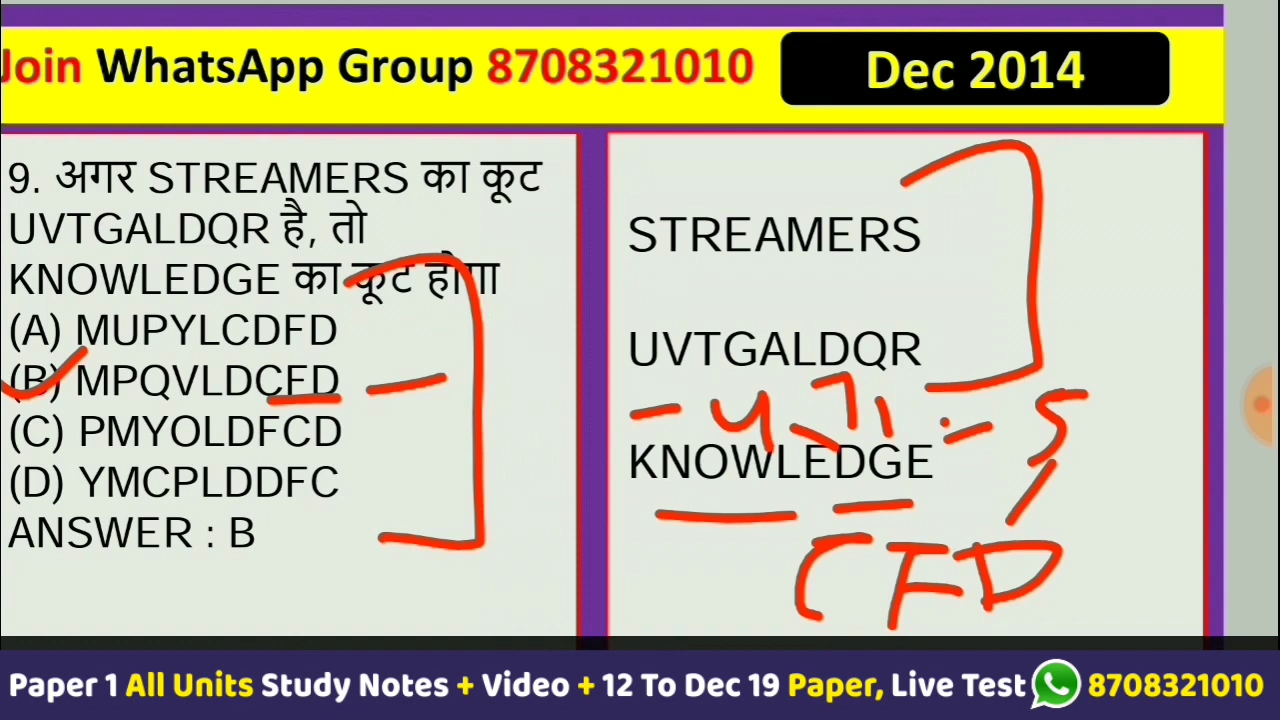 Join WhatsApp Group 8708321010
Dec 2014
9. अगर STREAMERS का कूट
UVTGALDQR है, तो
KNOWLEDGE का कूट होगा
(A) MUPYLCDFD
(B) MPQVLDCFD
(C) PMYOLDFCD
(D) YMCPLDDFC
ANSWER : B
STREAMERS
UVTGALDQR
KNOWLEDGE
CFD
Paper 1 All Units Study Notes + Video + 12 To Dec 19 Paper, Live Test 8708321010